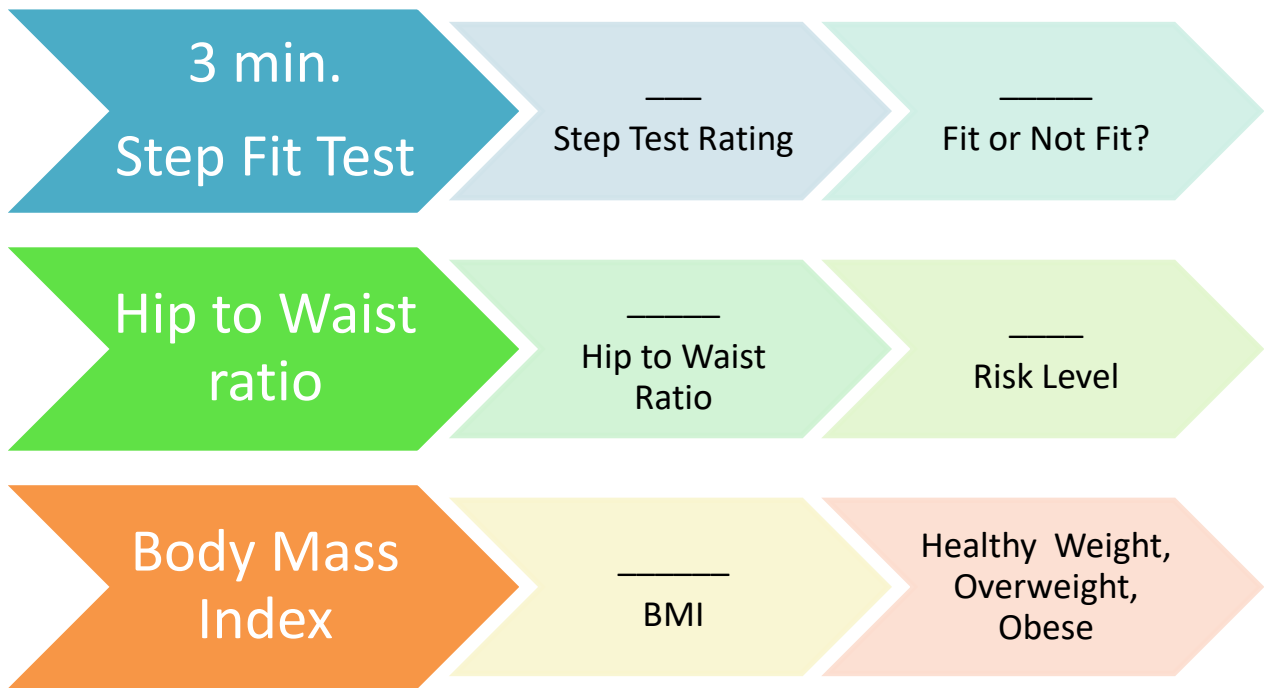 3 min.
Step Fit Test
___
Step Test Rating
_____
Fit or Not Fit?
Hip to Waist
ratio
_____
Hip to Waist
Ratio
____
Risk Level
Body Mass
Index
______
BMI
Healthy  Weight,
Overweight,
Obese